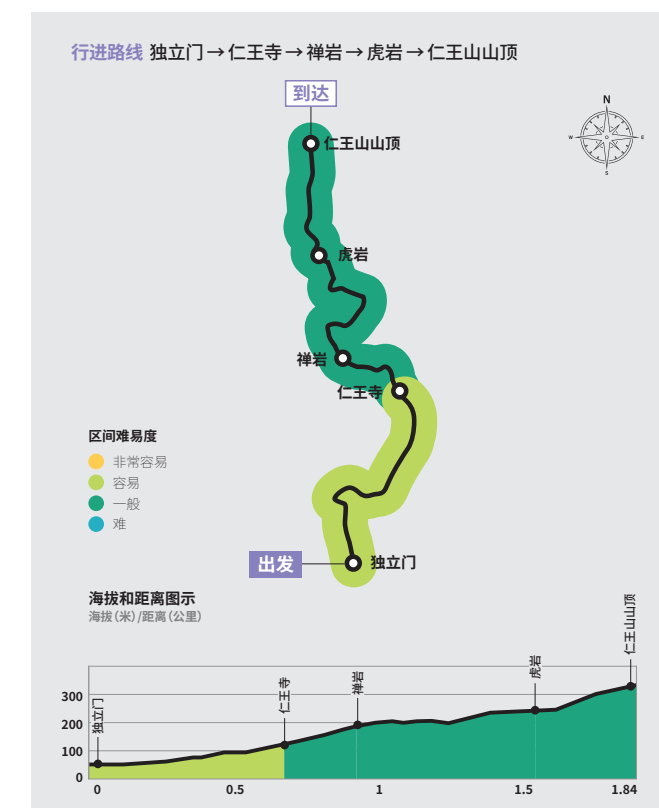 行进路线 独立门→仁王寺→禅岩→虎岩→仁王山山顶
到达
N
W
E
S
仁王山山顶
虎岩
禅岩
仁王寺
区间难易度
非常容易
容易
一般
难
出发
独立门
海拔和距离图示
海拔(米)/距离(公里)
独立门
仁王寺
禅岩
虎岩
仁王山山顶
300
200
100
0
0
0.5
1
1.5
1.84